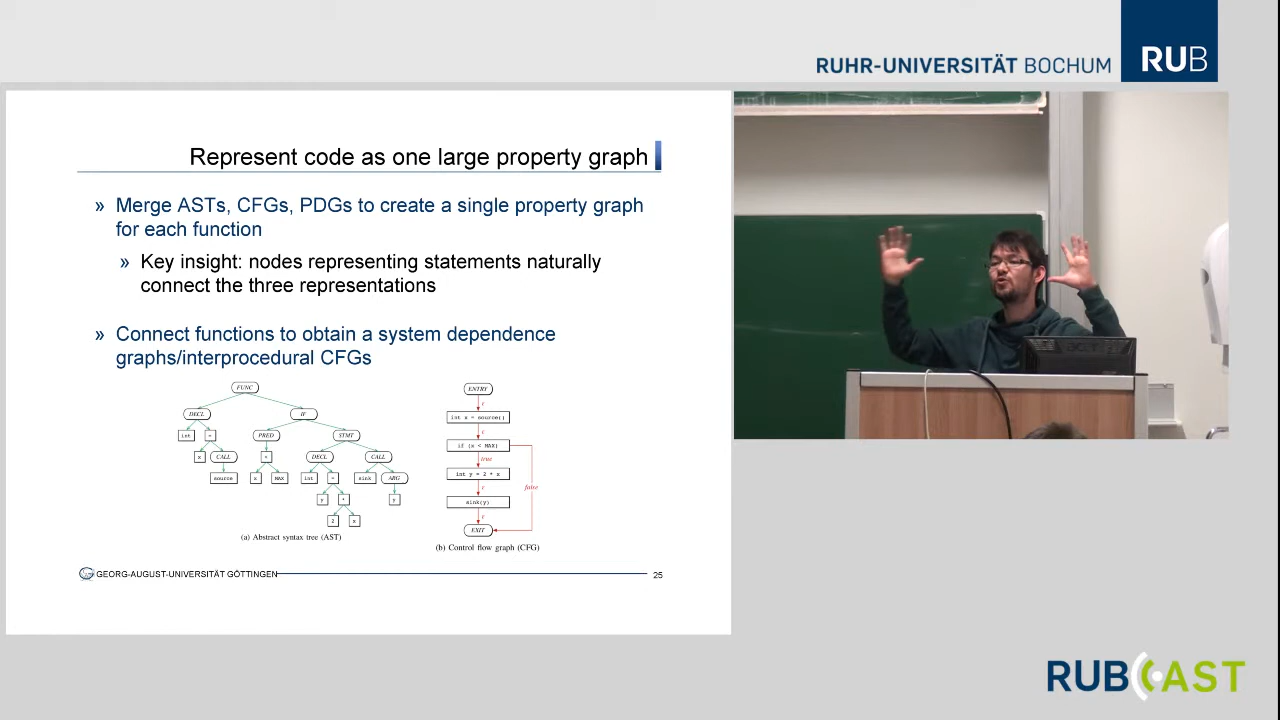 RUHR-UNIVERSITÄT BOCHUM
RUB
Represent code as one large property graph
» Merge ASTs, CFGs, PDGs to create a single property graph
for each function
» Key insight: nodes representing statements naturally
connect the three representations
» Connect functions to obtain a system dependence
graphs/interprocedural CFGs
FUNC
DECL
IF
int
=
PRED
STMT
x
CALL
<
DECL
CALL
source
x
MAX
int
=
sink
ARG
y
*
y
2
x
(a) Abstract syntax tree (AST)
ENTRY
ε
int x = source()
ε
if (x < MAX)
true
int y = 2 * x
false
ε
sink(y)
ε
EXIT
(b) Control flow graph (CFG)
GEORG-AUGUST-UNIVERSITÄT GÖTTINGEN
25
RUBCAST